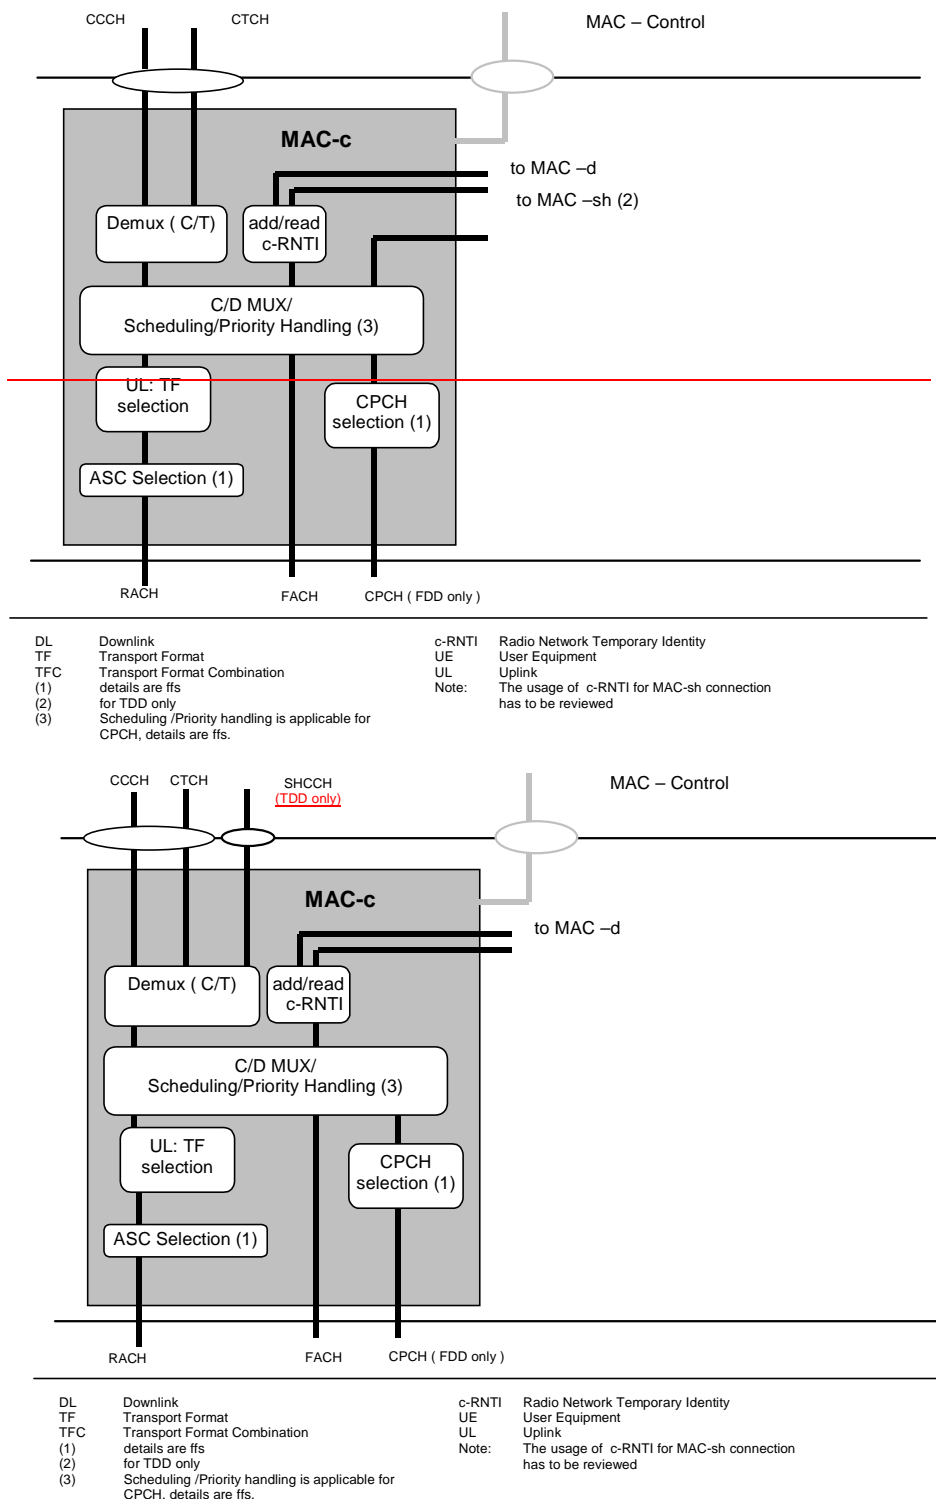 CCCH CTCH MAC – Control
MAC-c
to MAC –d
to MAC –sh (2)
Demux ( C/T) add/read
c-RNTI
C/D MUX/
Scheduling/Priority Handling (3)
UL: TF
selection
CPCH
selection (1)
ASC Selection (1)
RACH FACH CPCH ( FDD only )
DL Downlink c-RNTI Radio Network Temporary Identity
TF Transport Format UE User Equipment
TFC Transport Format Combination UL Uplink
(1) details are ffs Note: The usage of c-RNTI for MAC-sh connection
(2) for TDD only has to be reviewed
(3) Scheduling /Priority handling is applicable for
CPCH, details are ffs.
CCCH CTCH SHCCH MAC – Control
(TDD only)
MAC-c
to MAC –d
Demux ( C/T) add/read
c-RNTI
C/D MUX/
Scheduling/Priority Handling (3)
UL: TF
selection
CPCH
selection (1)
ASC Selection (1)
RACH FACH CPCH ( FDD only )
DL Downlink c-RNTI Radio Network Temporary Identity
TF Transport Format UE User Equipment
TFC Transport Format Combination UL Uplink
(1) details are ffs Note: The usage of c-RNTI for MAC-sh connection
(2) for TDD only has to be reviewed
(3) Scheduling /Priority handling is applicable for
CPCH, details are ffs.